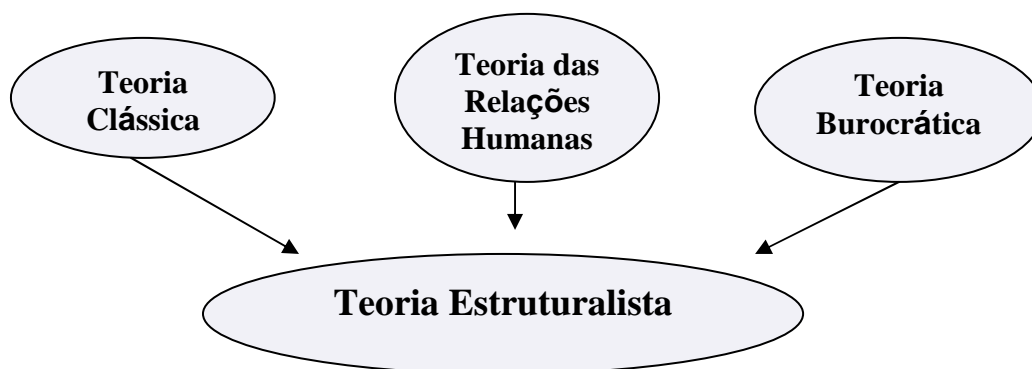 Teoria
Clássica
Teoria das
Relações
Humanas
Teoria
Burocrática
Teoria Estruturalista